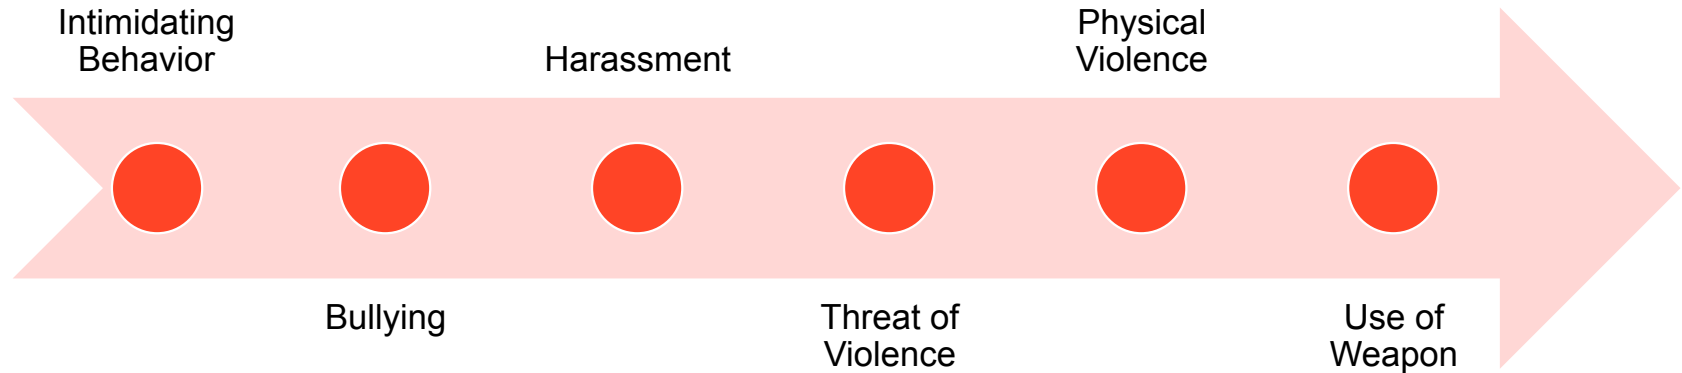 Intimidating
Behavior
Bullying
Harassment
Threat of
Violence
Physical
Violence
Use of
Weapon